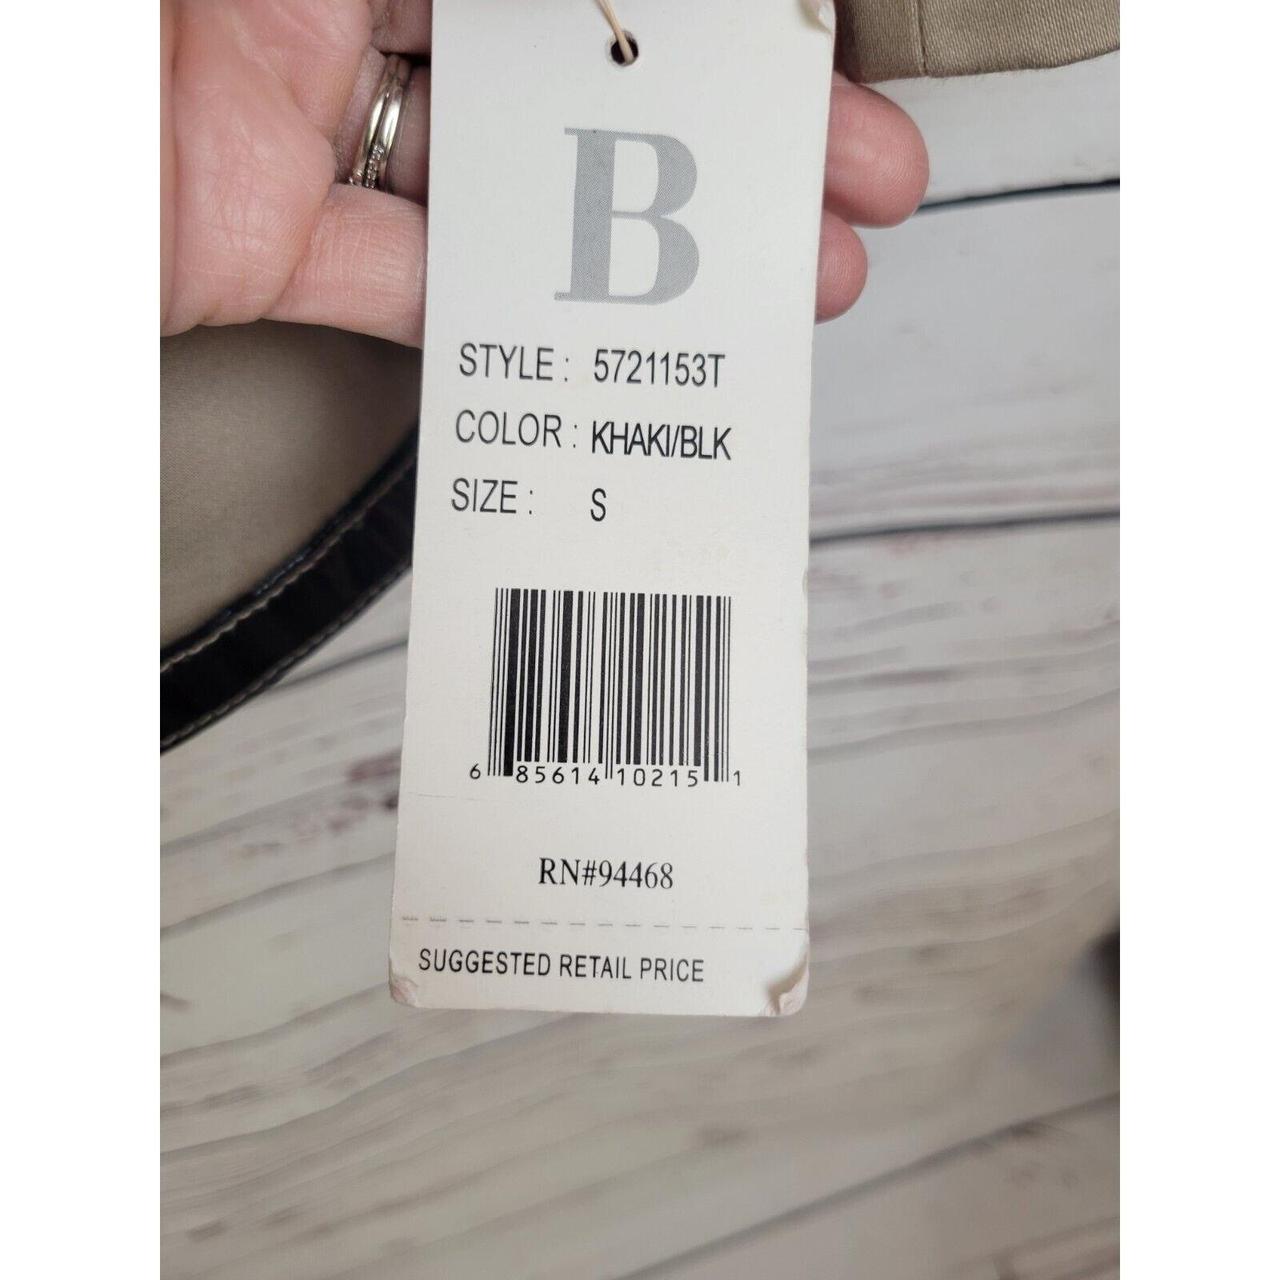 B
STYLE : 5721153T
COLOR : KHAKI/BLK
SIZE : S
6 85614 10215 1
RN#94468
SUGGESTED RETAIL PRICE